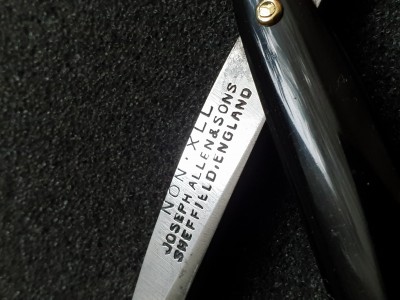 NON·XLL
JOSEPH ALLEN & SONS
SHEFFIELD, ENGLAND